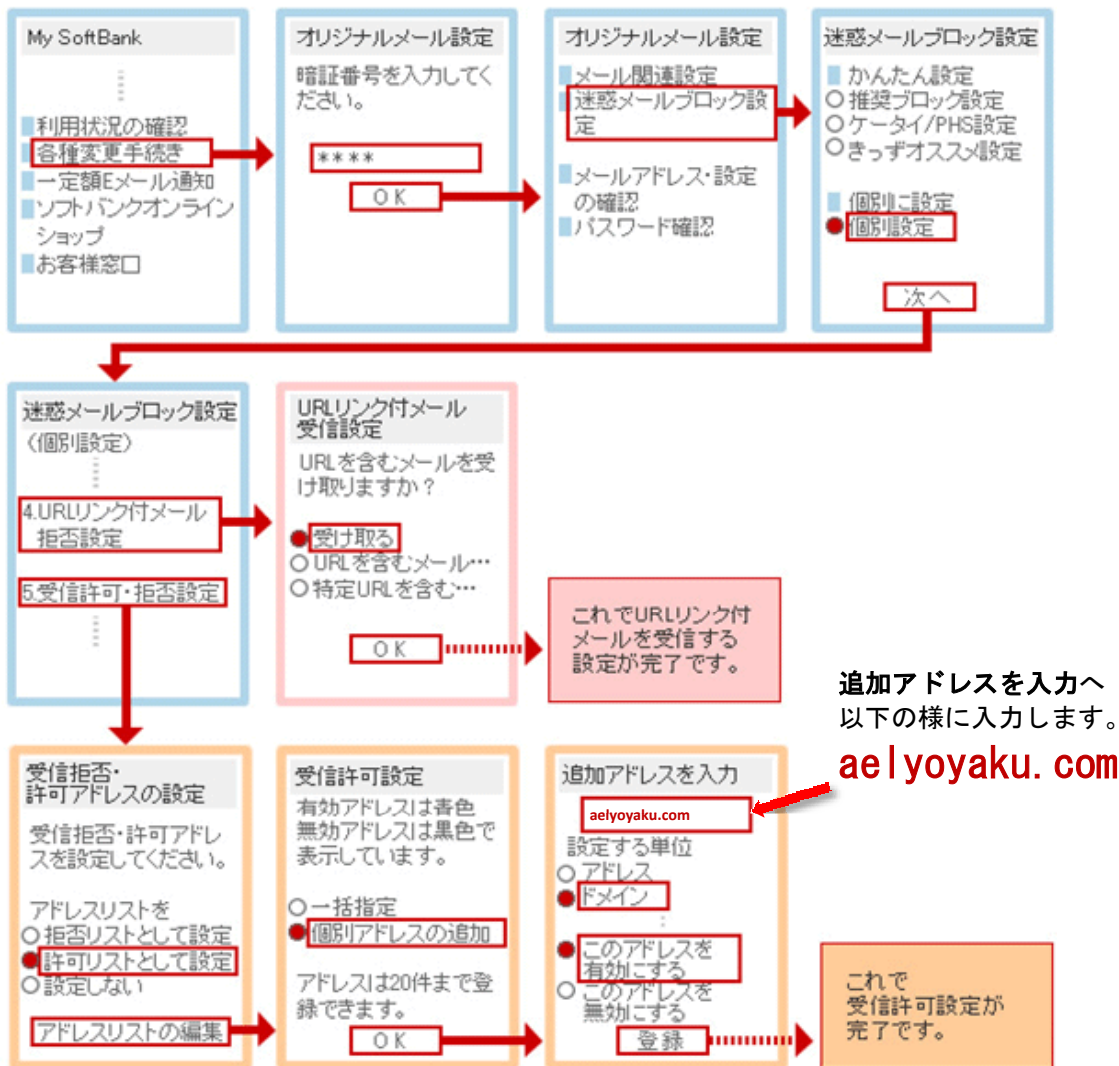 My SoftBank
利用状況の確認
各種変更手続き
一定額Eメール通知
ソフトバンクオンライン
ショップ
お客様窓口
オリジナルメール設定
暗証番号を入力してく
ださい。
****
OK
オリジナルメール設定
メール関連設定
迷惑メールブロック設
定
メールアドレス・設定
の確認
パスワード確認
迷惑メールブロック設定
かんたん設定
推奨ブロック設定
ケータイ/PHS設定
きっずオススメ設定
個別に設定
個別設定
次へ
迷惑メールブロック設定
(個別設定)
4.URLリンク付メール
拒否設定
5.受信許可・拒否設定
URLリンク付メール
受信設定
URLを含むメールを受
け取りますか?
受け取る
URLを含むメール…
特定URLを含む…
OK
これでURLリンク付
メールを受信する
設定が完了です。
追加アドレスを入力へ
以下の様に入力します。
aelyoyaku.com
受信拒否・
許可アドレスの設定
受信拒否・許可アドレ
スを設定してください。
アドレスリストを
拒否リストとして設定
許可リストとして設定
設定しない
アドレスリストの編集
受信許可設定
有効アドレスは青色
無効アドレスは黒色で
表示しています。
一括指定
個別アドレスの追加
アドレスは20件まで登
録できます。
OK
追加アドレスを入力
aelyoyaku.com
設定する単位
アドレス
ドメイン
このアドレスを
有効にする
このアドレスを
無効にする
登録
これで
受信許可設定が
完了です。